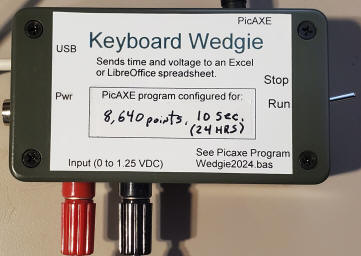 PicAXE
USB
Keyboard Wedgie
Sends time and voltage to an Excel
or LibreOffice spreadsheet.
Stop
Pwr
PicAXE program configured for:
Run
8,640 points, 10 sec.
(24 HRS)
See Picaxe Program
Input (0 to 1.25 VDC)
Wedgie2024.bas